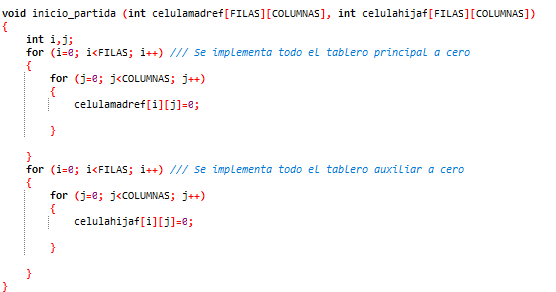 void inicio_partida (int celulamadref[FILAS][COLUMNAS], int celulahijaf[FILAS][COLUMNAS])
{
int i,j;
for (i=0; i<FILAS; i++) /// Se implementa todo el tablero principal a cero
{
for (j=0; j<COLUMNAS; j++)
{
celulamadref[i][j]=0;
}
}
for (i=0; i<FILAS; i++) /// Se implementa todo el tablero auxiliar a cero
{
for (j=0; j<COLUMNAS; j++)
{
celulahijaf[i][j]=0;
}
}
}